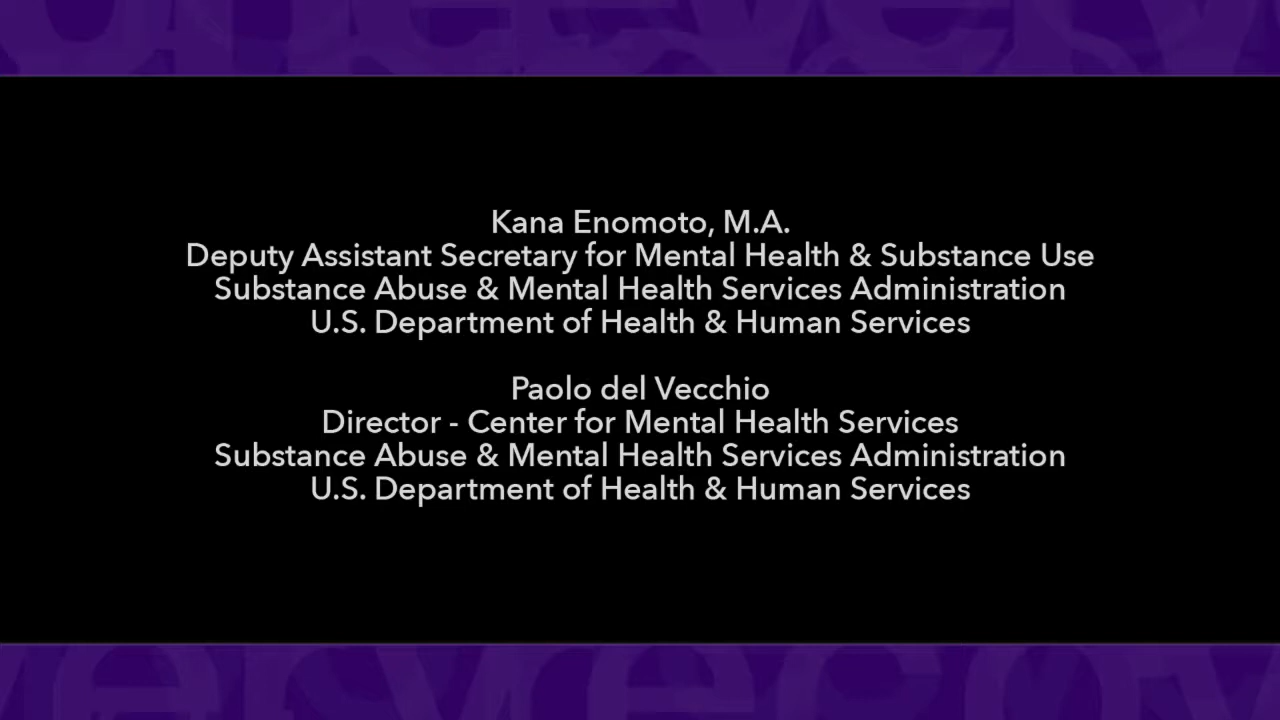 Kana Enomoto, M.A.
Deputy Assistant Secretary for Mental Health & Substance Use
Substance Abuse & Mental Health Services Administration
U.S. Department of Health & Human Services
Paolo del Vecchio
Director - Center for Mental Health Services
Substance Abuse & Mental Health Services Administration
U.S. Department of Health & Human Services